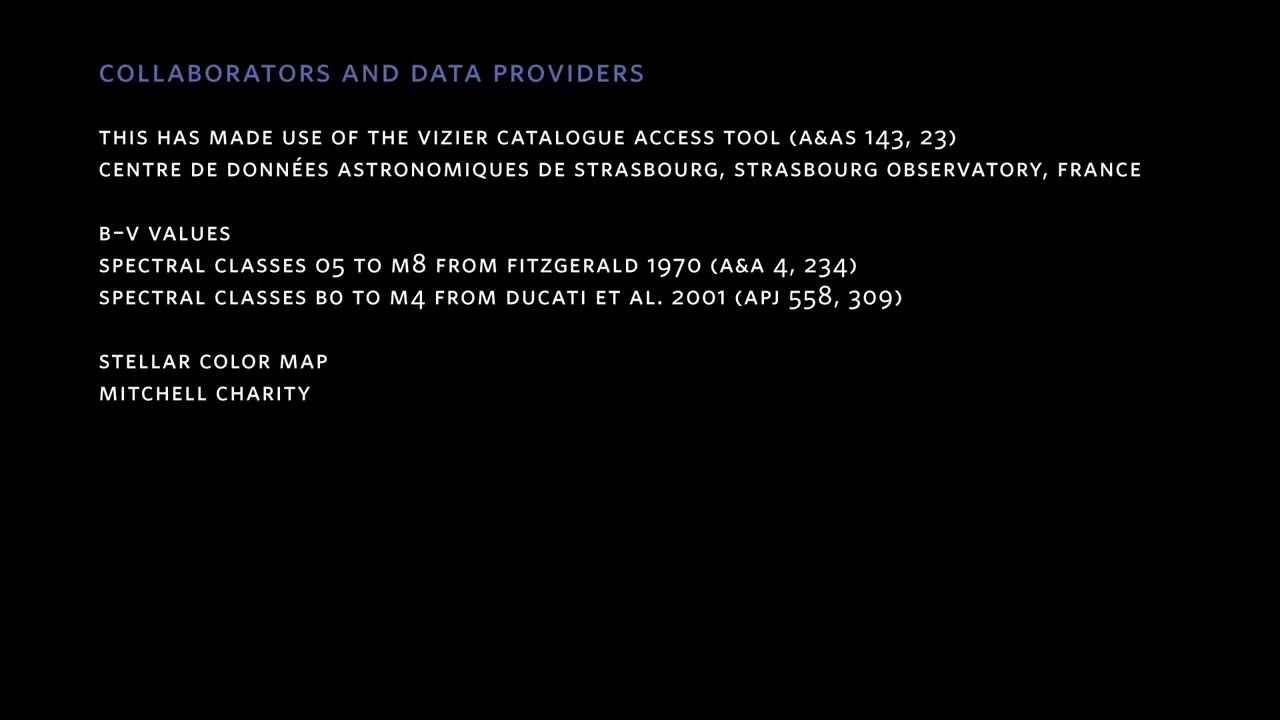 COLLABORATORS AND DATA PROVIDERS
THIS HAS MADE USE OF THE VIZIER CATALOGUE ACCESS TOOL (A&AS 143, 23)
CENTRE DE DONNÉES ASTRONOMIQUES DE STRASBOURG, STRASBOURG OBSERVATORY, FRANCE
B–V VALUES
SPECTRAL CLASSES O5 TO M8 FROM FITZGERALD 1970 (A&A 4, 234)
SPECTRAL CLASSES B0 TO M4 FROM DUCATI ET AL. 2001 (APJ 558, 309)
STELLAR COLOR MAP
MITCHELL CHARITY